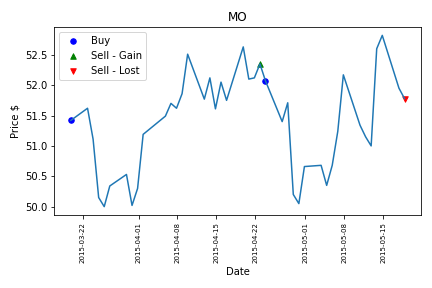 MO
Buy
Sell - Gain
Sell - Lost
Price $
52.5
52.0
51.5
51.0
50.5
50.0
2015-03-22
2015-04-01
2015-04-08
2015-04-15
2015-04-22
2015-05-01
2015-05-08
2015-05-15
Date